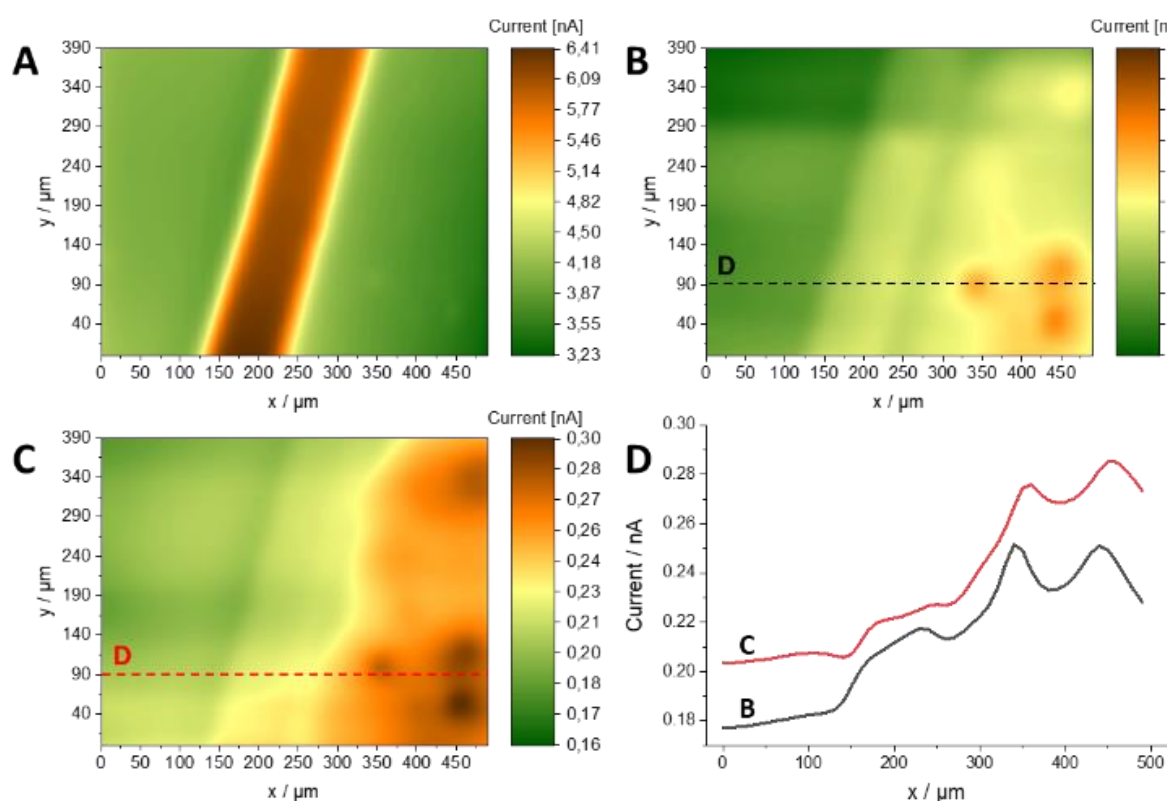 A
Current [nA]
390
340
290
240
190
140
90
40
y / µm
0 50 100 150 200 250 300 350 400 450
x / µm
6,41
6,09
5,77
5,46
5,14
4,82
4,50
4,18
3,87
3,55
3,23
B
Current [n
390
340
290
240
190
140
90
40
y / µm
D
0 50 100 150 200 250 300 350 400 450
x / µm
C
Current [nA]
390
340
290
240
190
140
90
40
y / µm
D
0 50 100 150 200 250 300 350 400 450
x / µm
0,30
0,28
0,27
0,26
0,24
0,23
0,21
0,20
0,18
0,17
0,16
D
0.30
0.28
0.26
0.24
0.22
0.20
0.18
Current / nA
C
B
0 100 200 300 400 500
x / µm